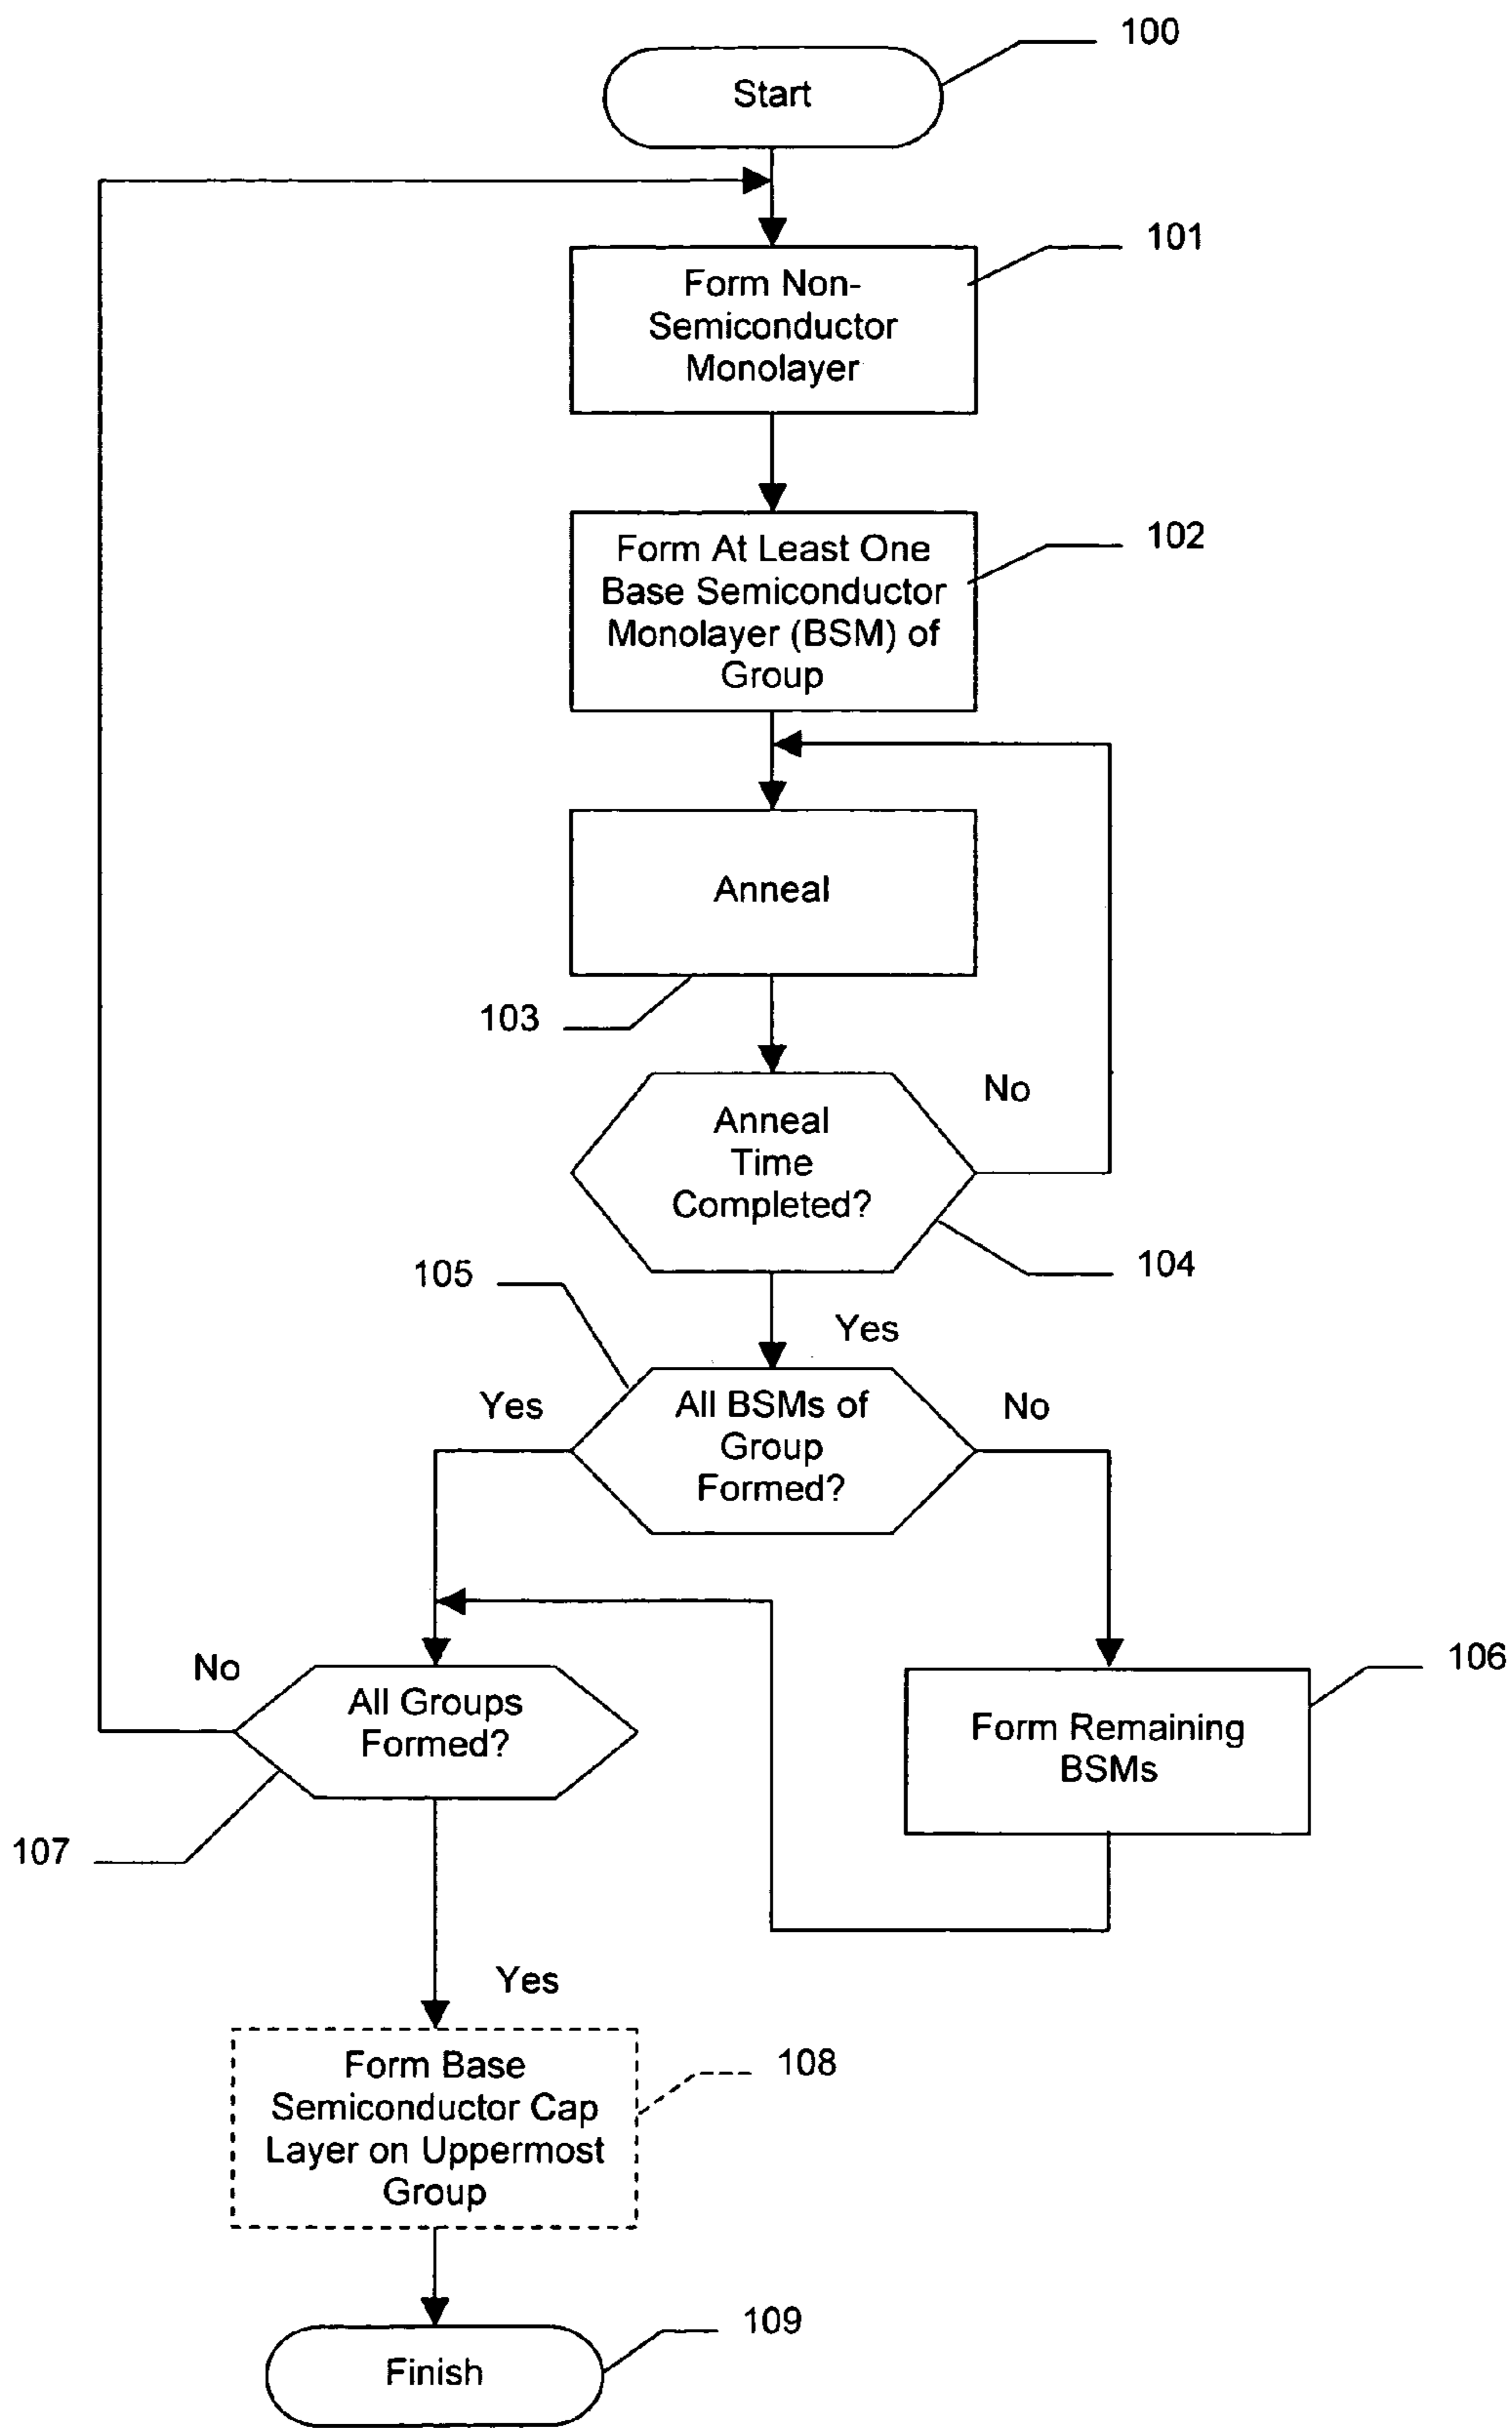 100
Start
101
Form Non-
Semiconductor
Monolayer
102
Form At Least One
Base Semiconductor
Monolayer (BSM) of
Group
Anneal
103
No
Anneal
Time
Completed?
104
105
Yes
Yes
All BSMs of
Group
Formed?
No
No
All Groups
Formed?
106
Form Remaining
BSMs
107
Yes
108
Form Base
Semiconductor Cap
Layer on Uppermost
Group
109
Finish